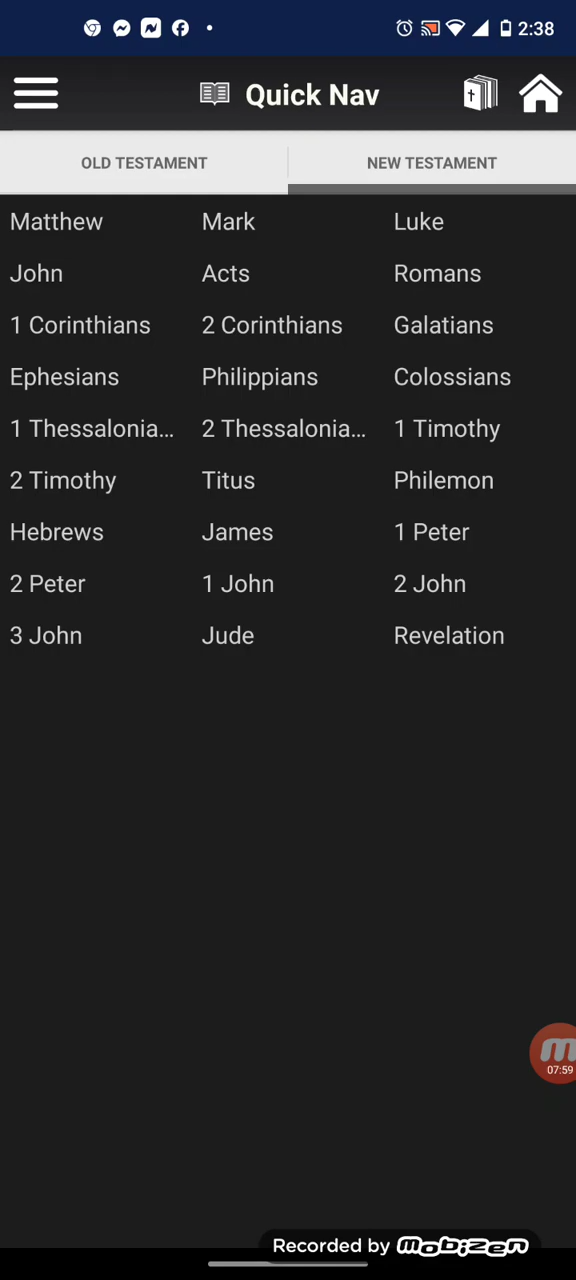 2:38
Quick Nav
OLD TESTAMENT NEW TESTAMENT
Matthew Mark Luke
John Acts Romans
1 Corinthians 2 Corinthians Galatians
Ephesians Philippians Colossians
1 Thessalonia... 2 Thessalonia... 1 Timothy
2 Timothy Titus Philemon
Hebrews James 1 Peter
2 Peter 1 John 2 John
3 John Jude Revelation
07:59
Recorded by mobizen